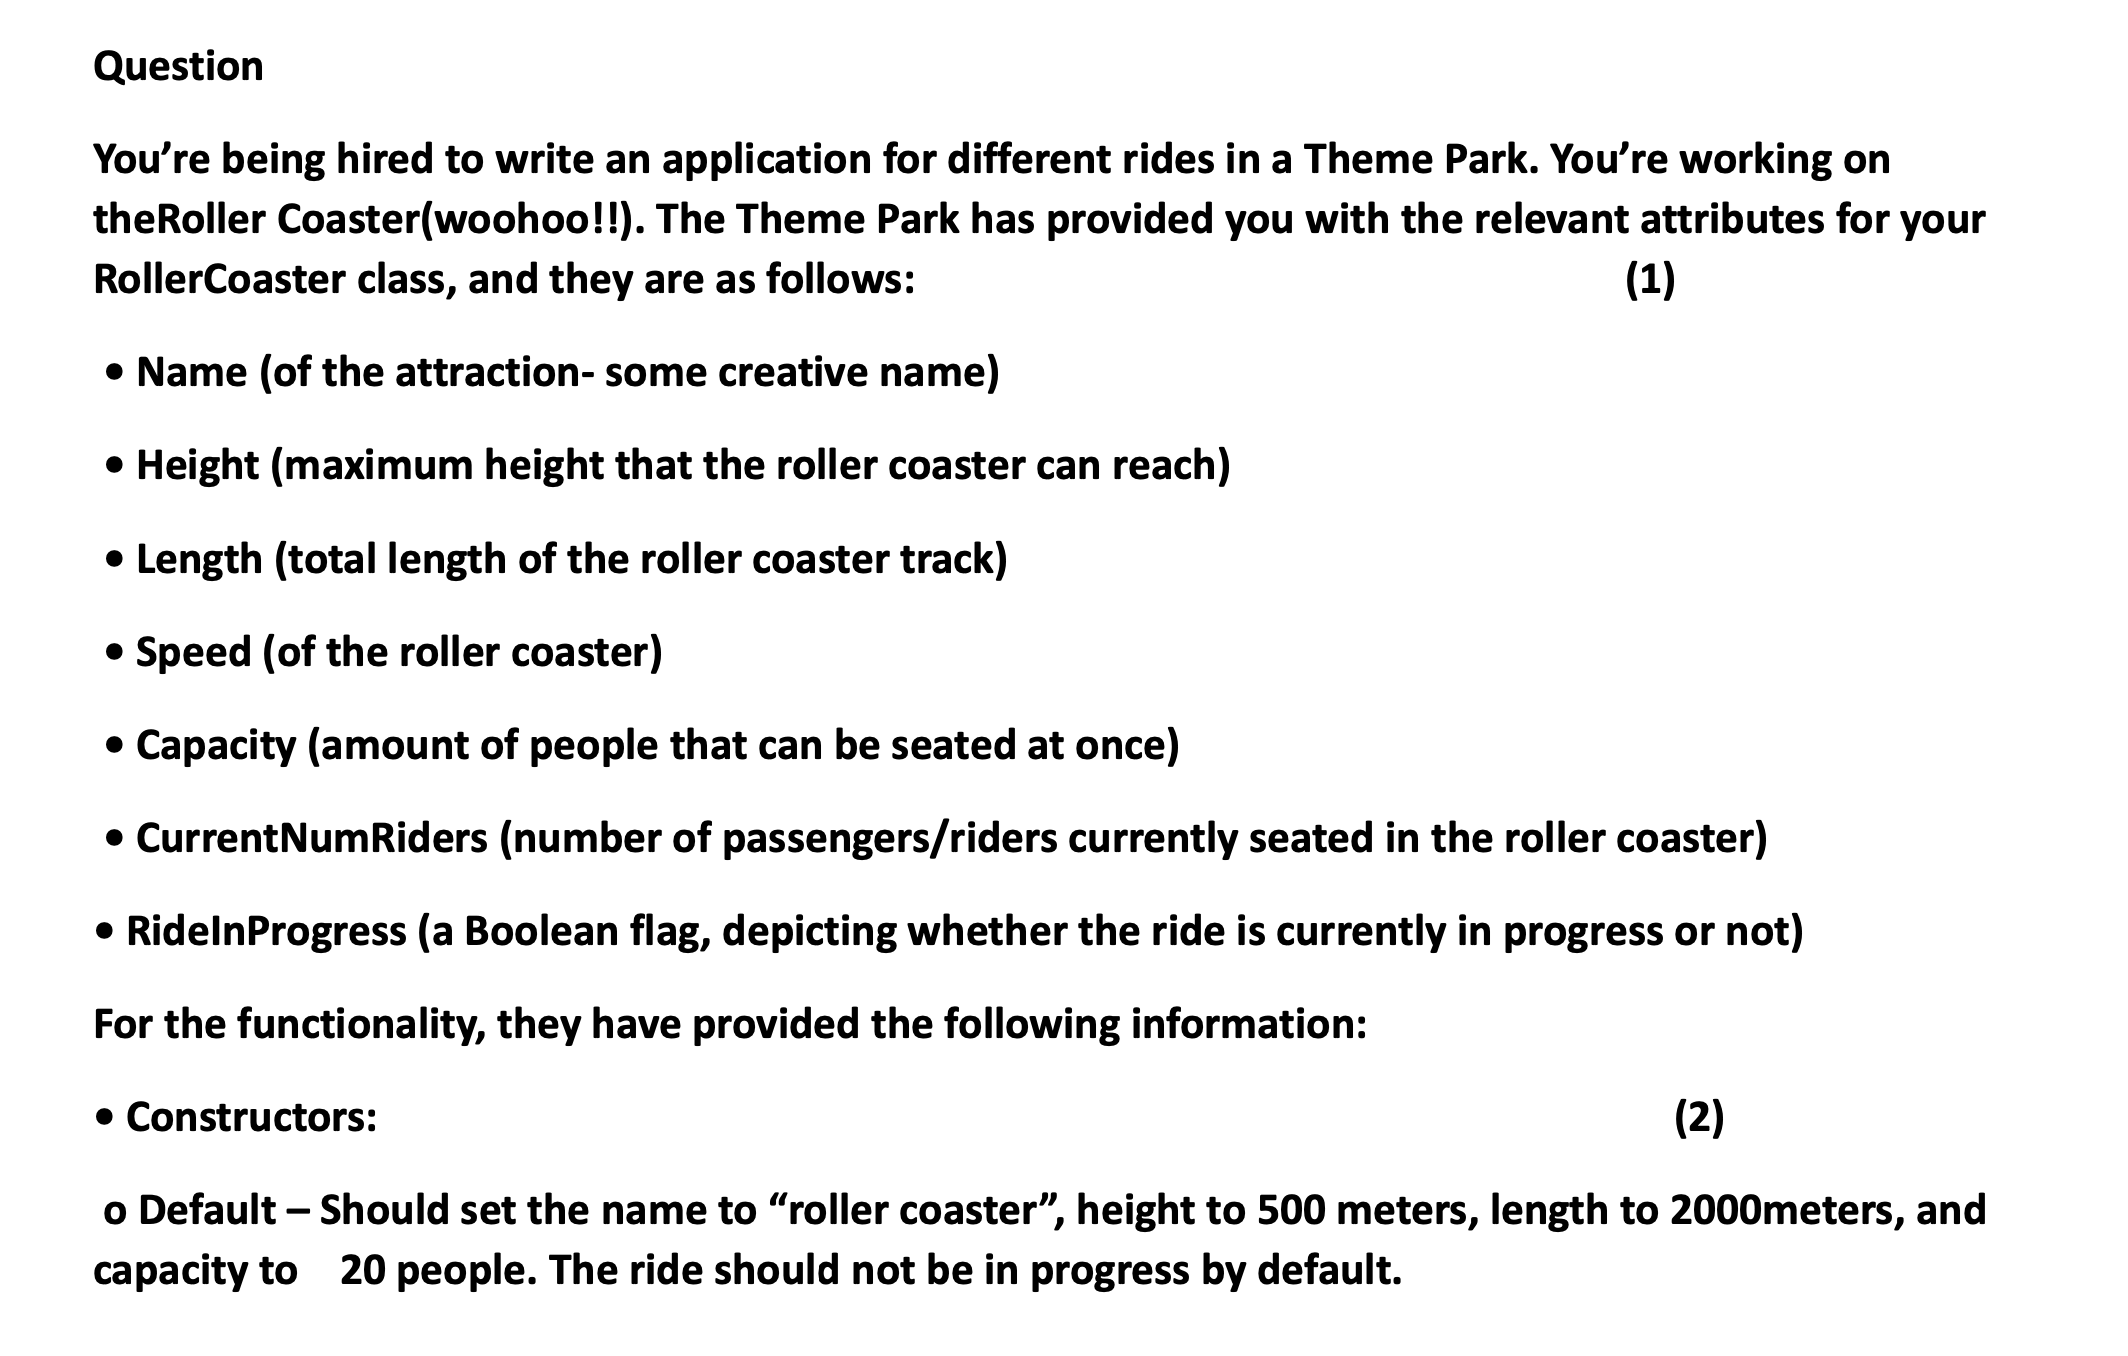 Question
You’re being hired to write an application for different rides in a Theme Park. You’re working on
theRoller Coaster(woohoo!!). The Theme Park has provided you with the relevant attributes for your
RollerCoaster class, and they are as follows: (1)
• Name (of the attraction- some creative name)
• Height (maximum height that the roller coaster can reach)
• Length (total length of the roller coaster track)
• Speed (of the roller coaster)
• Capacity (amount of people that can be seated at once)
• CurrentNumRiders (number of passengers/riders currently seated in the roller coaster)
• RideInProgress (a Boolean flag, depicting whether the ride is currently in progress or not)
For the functionality, they have provided the following information:
• Constructors: (2)
o Default – Should set the name to “roller coaster”, height to 500 meters, length to 2000meters, and
capacity to 20 people. The ride should not be in progress by default.